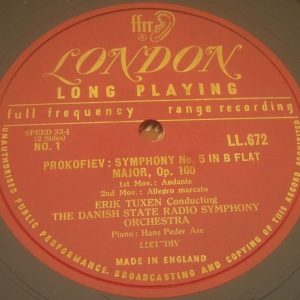 ffrr
LONDON
LONG PLAYING
full frequency range recording
SPEED 33⅓
(2 Sides)
NO. 1
LL.672
PROKOFIEV: SYMPHONY No. 5 IN B FLAT
MAJOR, Op. 100
1st Mov.: Andante
2nd Mov.: Allegro marcato
ERIK TUXEN Conducting
THE DANISH STATE RADIO SYMPHONY
ORCHESTRA
Piano: Hans Peder Ase
ARL.1377
MADE IN ENGLAND
UNAUTHORISED PUBLIC PERFORMANCE, BROADCASTING AND COPYING OF THIS RECORD